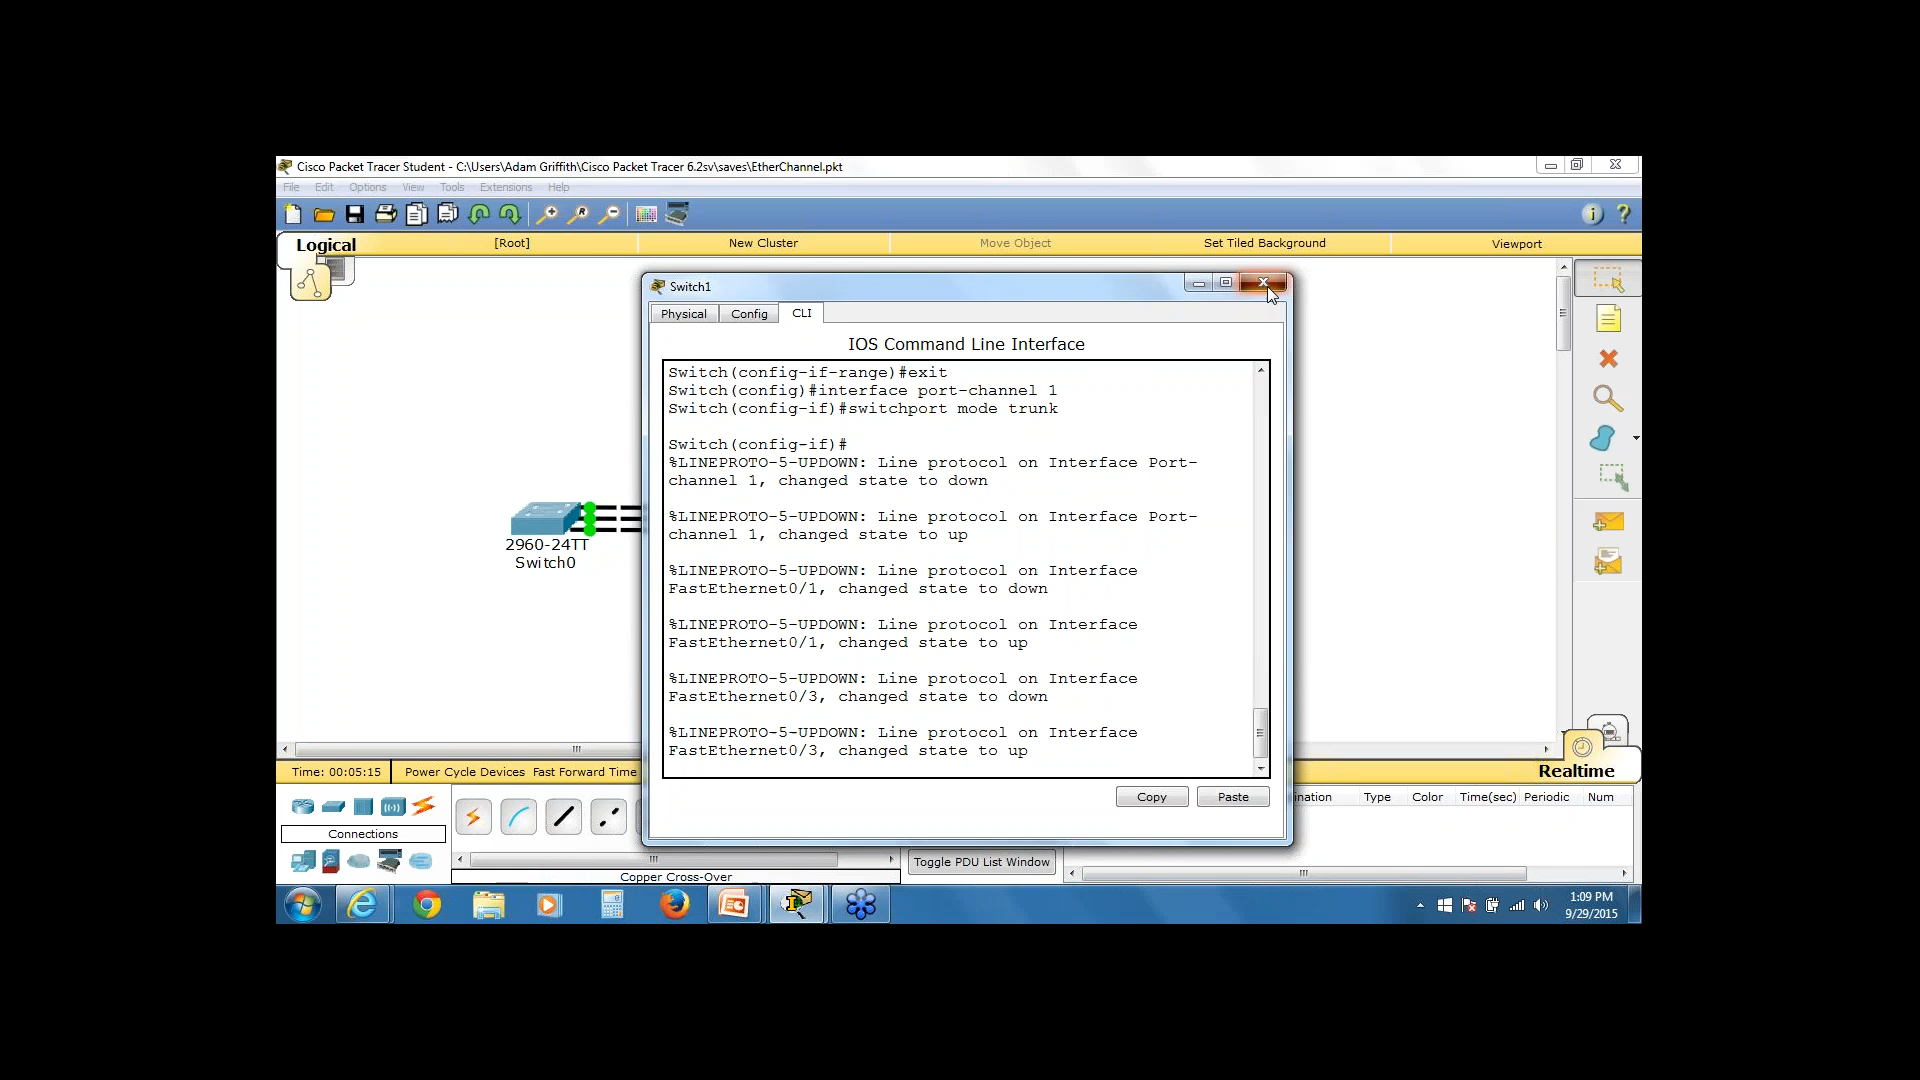 Cisco Packet Tracer Student - C:\Users\Adam Griffith\Cisco Packet Tracer 6.2sv\saves\EtherChannel.pkt
File Edit Options View Tools Extensions Help
Logical [Root] New Cluster Move Object Set Tiled Background Viewport
Switch1
Physical Config CLI
IOS Command Line Interface
Switch(config-if-range)#exit
Switch(config)#interface port-channel 1
Switch(config-if)#switchport mode trunk
Switch(config-if)#
%LINEPROTO-5-UPDOWN: Line protocol on Interface Port-
channel 1, changed state to down
%LINEPROTO-5-UPDOWN: Line protocol on Interface Port-
channel 1, changed state to up
%LINEPROTO-5-UPDOWN: Line protocol on Interface
FastEthernet0/1, changed state to down
%LINEPROTO-5-UPDOWN: Line protocol on Interface
FastEthernet0/1, changed state to up
%LINEPROTO-5-UPDOWN: Line protocol on Interface
FastEthernet0/3, changed state to down
%LINEPROTO-5-UPDOWN: Line protocol on Interface
FastEthernet0/3, changed state to up
Copy Paste
2960-24TT
Switch0
Time: 00:05:15 Power Cycle Devices Fast Forward Time
Realtime
ination Type Color Time(sec) Periodic Num
Connections
Toggle PDU List Window
Copper Cross-Over
1:09 PM
9/29/2015